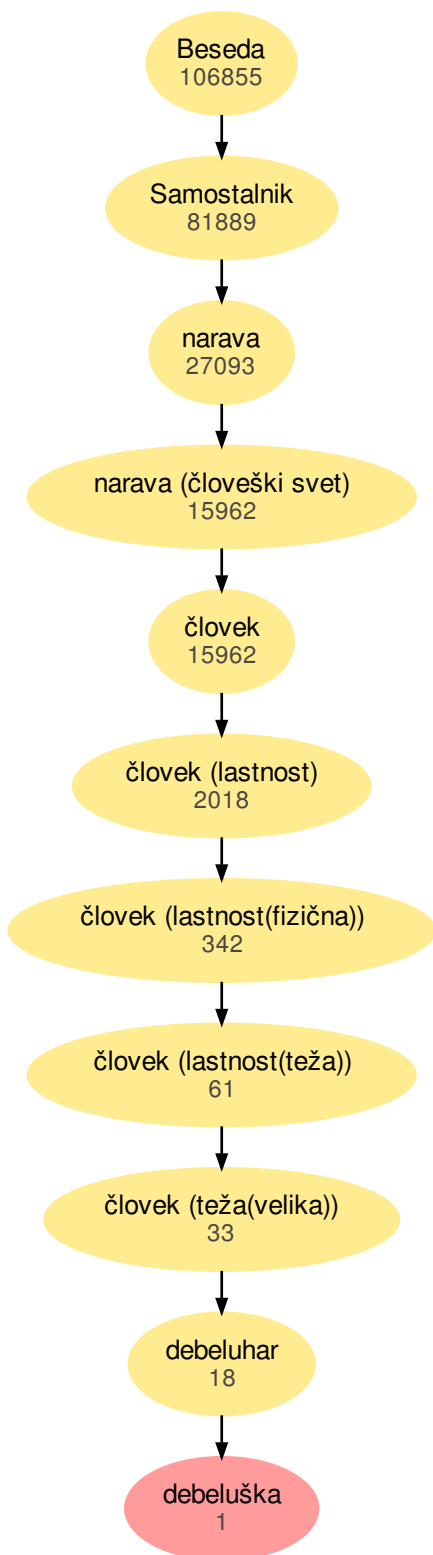 Beseda
106855
Samostalnik
81889
narava
27093
narava (človeški svet)
15962
človek
15962
človek (lastnost)
2018
človek (lastnost(fizična))
342
človek (lastnost(teža))
61
človek (teža(velika))
33
debeluhar
18
debeluška
1